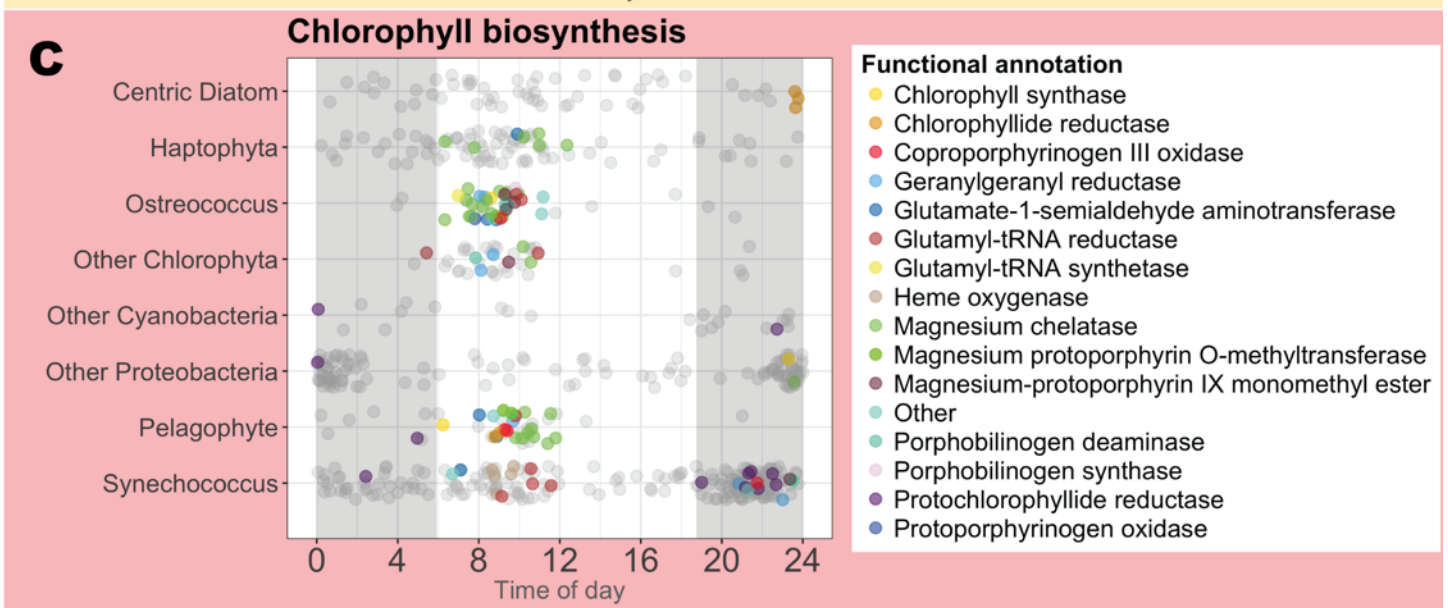 C
Chlorophyll biosynthesis
Centric Diatom
Haptophyta
Ostreococcus
Other Chlorophyta
Other Cyanobacteria
Other Proteobacteria
Pelagophyte
Synechococcus
0 4 8 12 16 20 24
Time of day
Functional annotation
Chlorophyll synthase
Chlorophyllide reductase
Coproporphyrinogen III oxidase
Geranylgeranyl reductase
Glutamate-1-semialdehyde aminotransferase
Glutamyl-tRNA reductase
Glutamyl-tRNA synthetase
Heme oxygenase
Magnesium chelatase
Magnesium protoporphyrin O-methyltransferase
Magnesium-protoporphyrin IX monomethyl ester
Other
Porphobilinogen deaminase
Porphobilinogen synthase
Protochlorophyllide reductase
Protoporphyrinogen oxidase